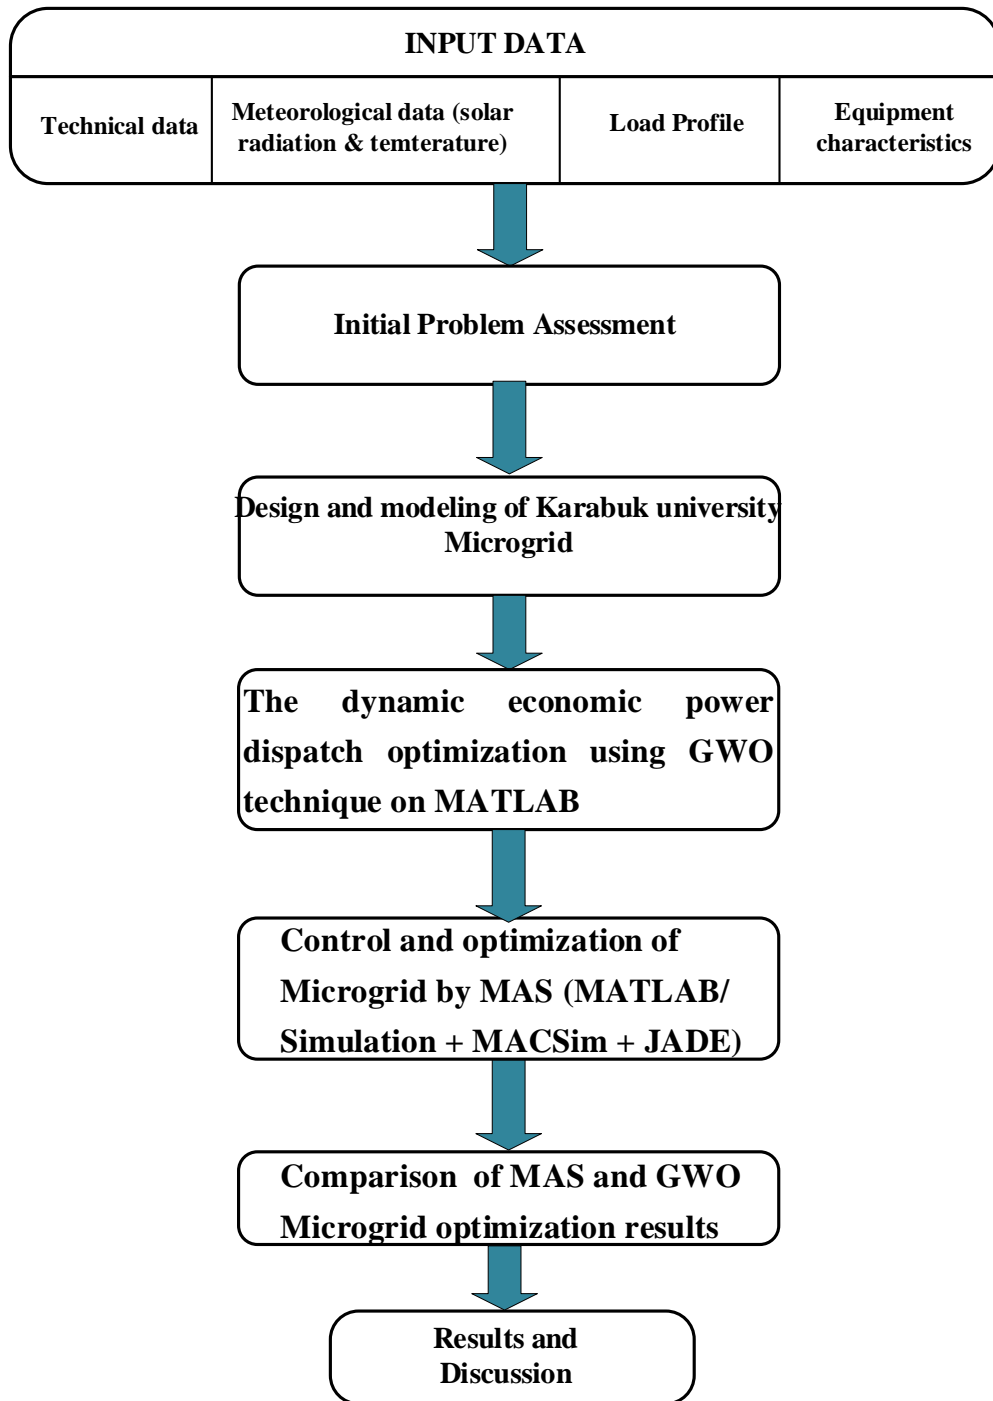 INPUT DATA
Technical data
Meteorological data (solar
radiation & temterature)
Load Profile
Equipment
characteristics
Initial Problem Assessment
Design and modeling of Karabuk university
Microgrid
The dynamic economic power
dispatch optimization using GWO
technique on MATLAB
Control and optimization of
Microgrid by MAS (MATLAB/
Simulation + MACSim + JADE)
Comparison of MAS and GWO
Microgrid optimization results
Results and
Discussion